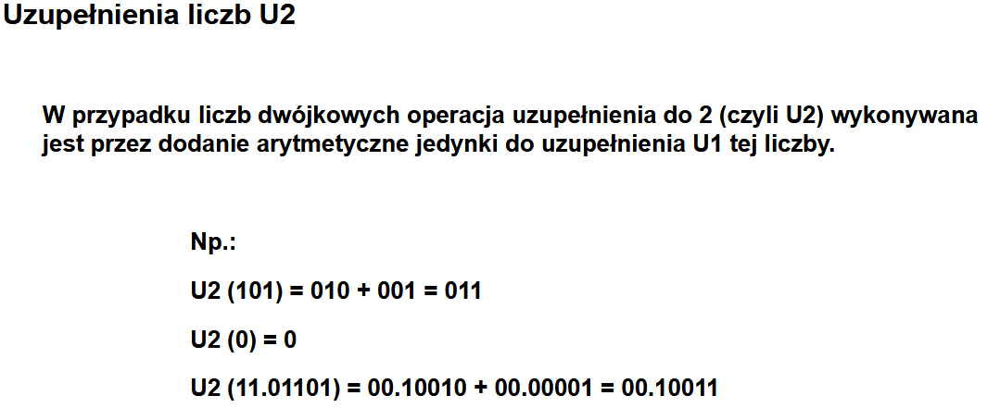 Uzupełnienia liczb U2
W przypadku liczb dwójkowych operacja uzupełnienia do 2 (czyli U2) wykonywana
jest przez dodanie arytmetyczne jedynki do uzupełnienia U1 tej liczby.
Np.:
U2 (101) = 010 + 001 = 011
U2 (0) = 0
U2 (11.01101) = 00.10010 + 00.00001 = 00.10011